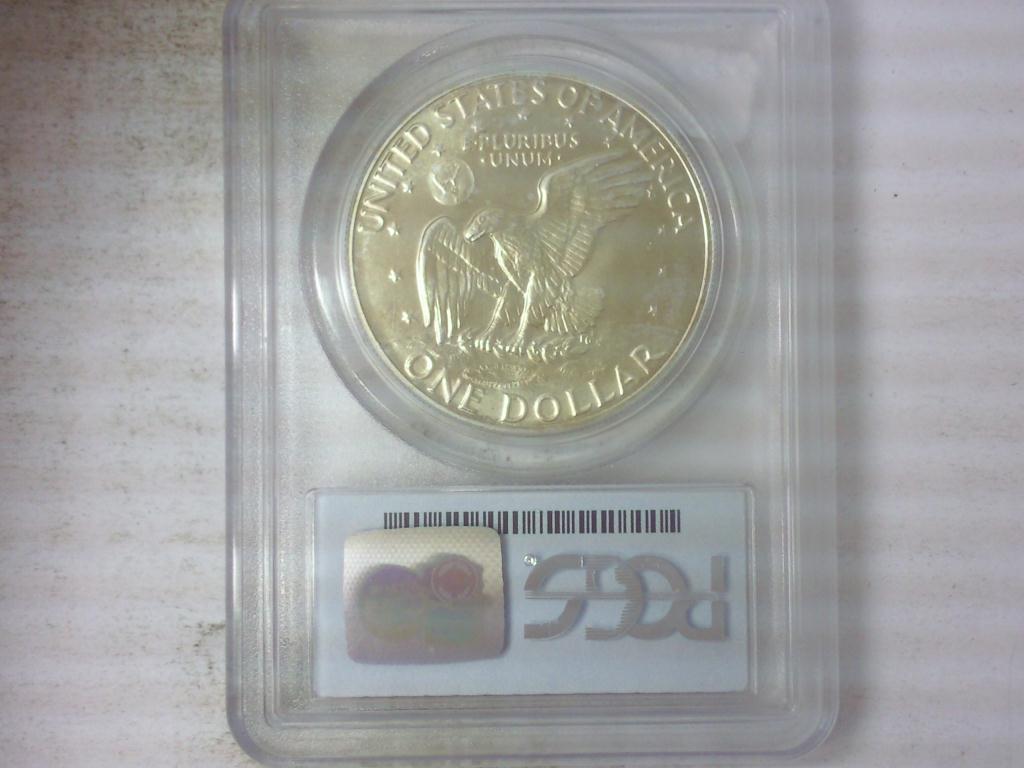 UNITED STATES OF AMERICA
E·PLURIBUS
·UNUM·
ONE DOLLAR
PCGS